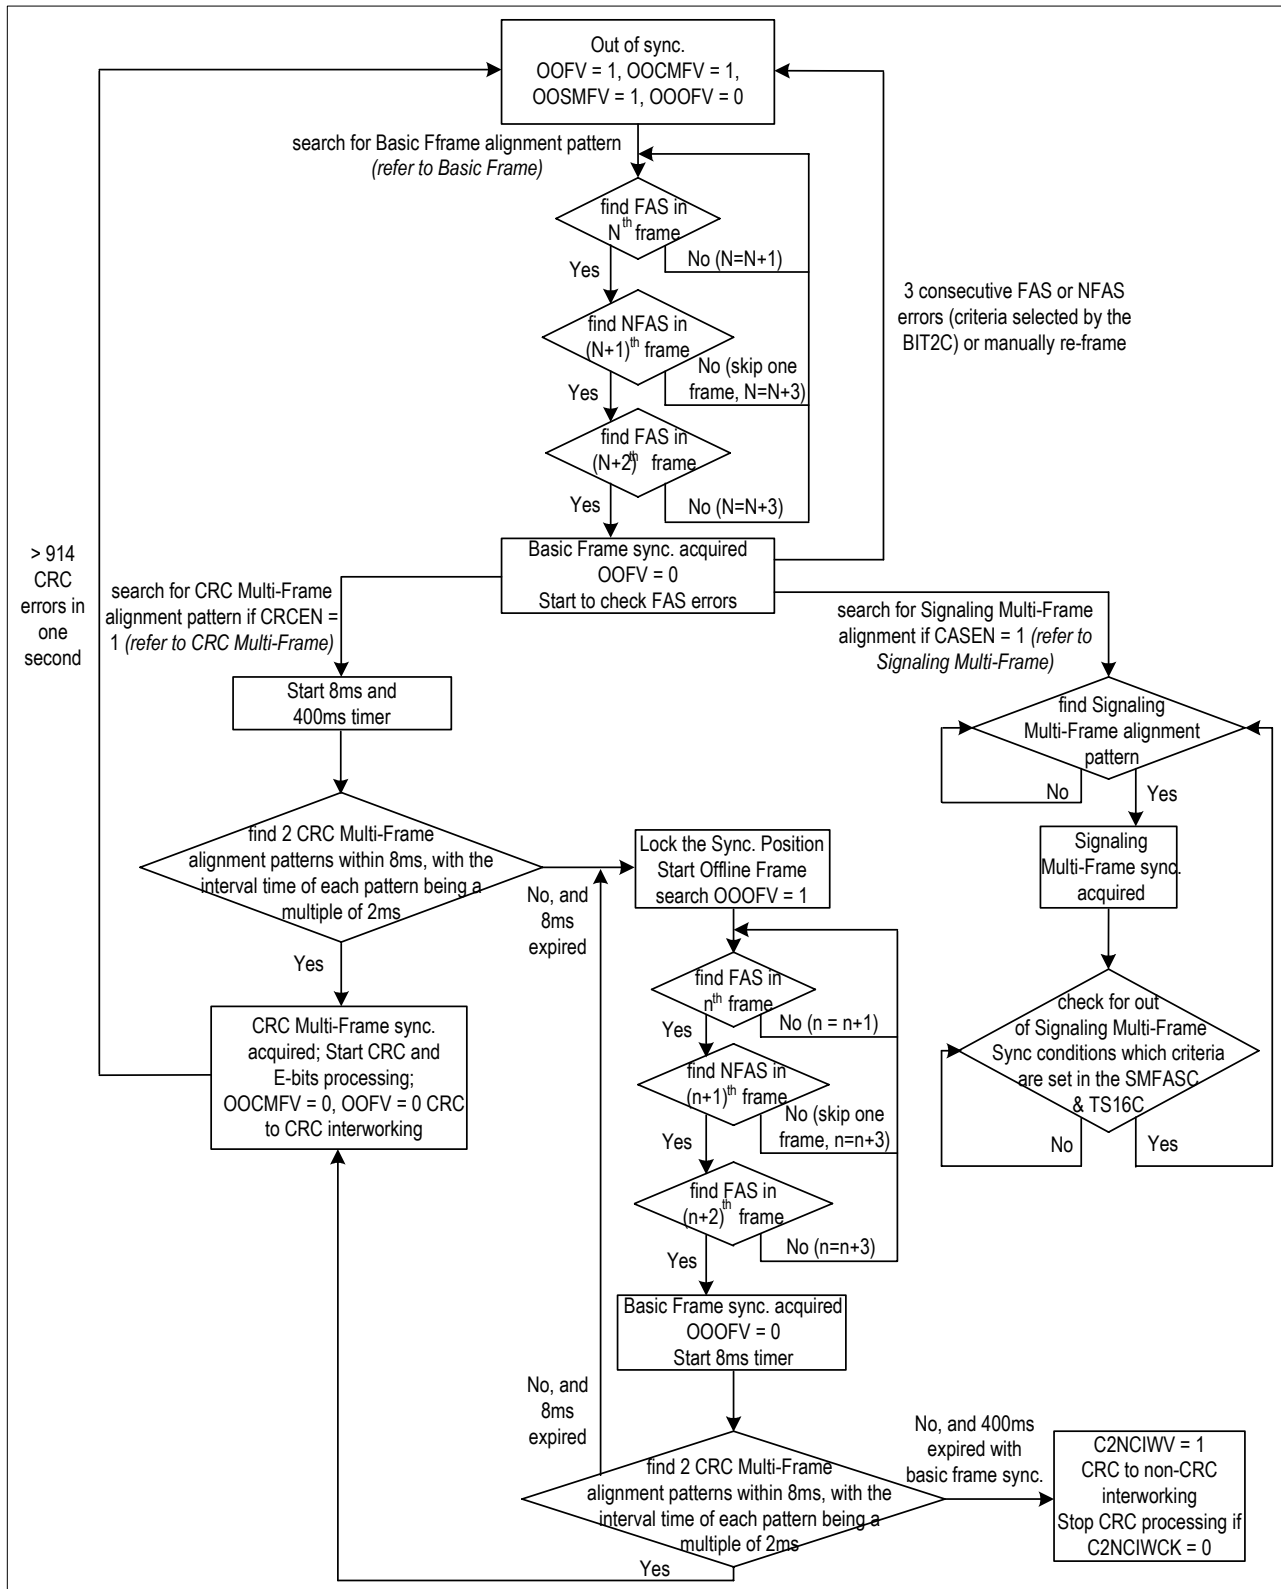 Out of sync.
OOFV = 1, OOCMFV = 1,
OOSMFV = 1, OOOFV = 0
search for Basic Fframe alignment pattern
(refer to Basic Frame)
find FAS in
Nth frame
No (N=N+1)
Yes
find NFAS in
(N+1)th frame
No (skip one
frame, N=N+3)
Yes
find FAS in
(N+2)th frame
No (N=N+3)
Yes
3 consecutive FAS or NFAS
errors (criteria selected by the
BIT2C) or manually re-frame
Basic Frame sync. acquired
OOFV = 0
Start to check FAS errors
> 914
CRC
errors in
one
second
search for CRC Multi-Frame
alignment pattern if CRCEN =
1 (refer to CRC Multi-Frame)
search for Signaling Multi-Frame
alignment if CASEN = 1 (refer to
Signaling Multi-Frame)
Start 8ms and
400ms timer
find Signaling
Multi-Frame alignment
pattern
No
Yes
Signaling
Multi-Frame sync.
acquired
check for out
of Signaling Multi-Frame
Sync conditions which criteria
are set in the SMFASC
& TS16C
No
Yes
find 2 CRC Multi-Frame
alignment patterns within 8ms, with the
interval time of each pattern being a
multiple of 2ms
No, and
8ms
expired
Yes
CRC Multi-Frame sync.
acquired; Start CRC and
E-bits processing;
OOCMFV = 0, OOFV = 0 CRC
to CRC interworking
Lock the Sync. Position
Start Offline Frame
search OOOFV = 1
find FAS in
nth frame
No (n = n+1)
Yes
find NFAS in
(n+1)th frame
No (skip one
frame, n=n+3)
Yes
find FAS in
(n+2)th frame
No (n=n+3)
Yes
Basic Frame sync. acquired
OOOFV = 0
Start 8ms timer
No, and
8ms
expired
find 2 CRC Multi-Frame
alignment patterns within 8ms, with the
interval time of each pattern being a
multiple of 2ms
Yes
No, and 400ms
expired with
basic frame sync.
C2NCIWV = 1
CRC to non-CRC
interworking
Stop CRC processing if
C2NCIWCK = 0